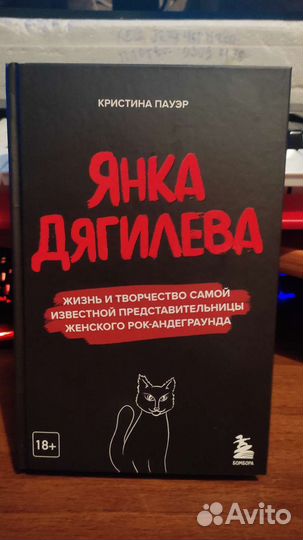 КРИСТИНА ПАУЭР
ЯНКА
ДЯГИЛЕВА
ЖИЗНЬ И ТВОРЧЕСТВО САМОЙ
ИЗВЕСТНОЙ ПРЕДСТАВИТЕЛЬНИЦЫ
ЖЕНСКОГО РОК-АНДЕГРАУНДА
18+
БОМБОРА
Avito